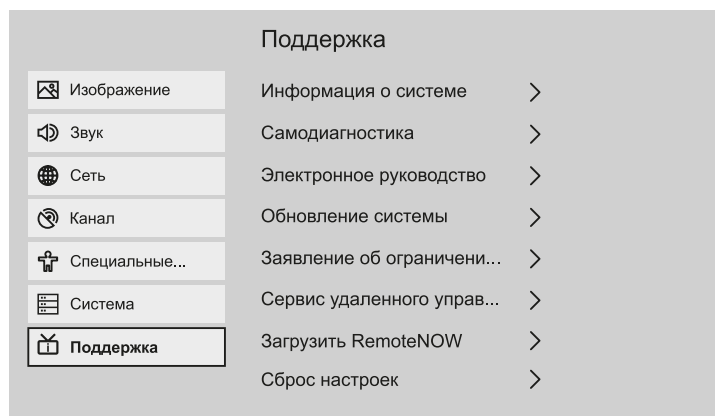 Поддержка
Изображение
Звук
Сеть
Канал
Специальные...
Система
Поддержка
Информация о системе
Самодиагностика
Электронное руководство
Обновление системы
Заявление об ограничени...
Сервис удаленного управ...
Загрузить RemoteNOW
Сброс настроек